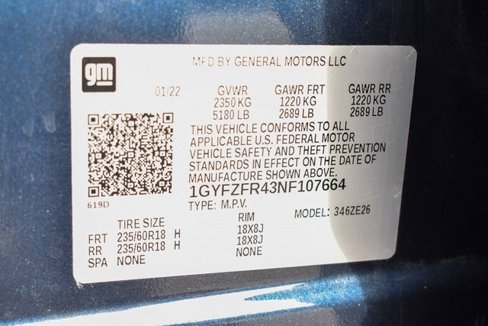 gm
MFD BY GENERAL MOTORS LLC
01/22 GVWR GAWR FRT GAWR RR
2350 KG 1220 KG 1220 KG
5180 LB 2689 LB 2689 LB
THIS VEHICLE CONFORMS TO ALL
APPLICABLE U.S. FEDERAL MOTOR
VEHICLE SAFETY AND THEFT PREVENTION
STANDARDS IN EFFECT ON THE DATE OF
MANUFACTURE SHOWN ABOVE.
619D
1GYFZFR43NF107664
TYPE: M.P.V. MODEL: 346ZE26
TIRE SIZE RIM
FRT 235/60R18 H 18X8J
RR 235/60R18 H 18X8J
SPA NONE NONE